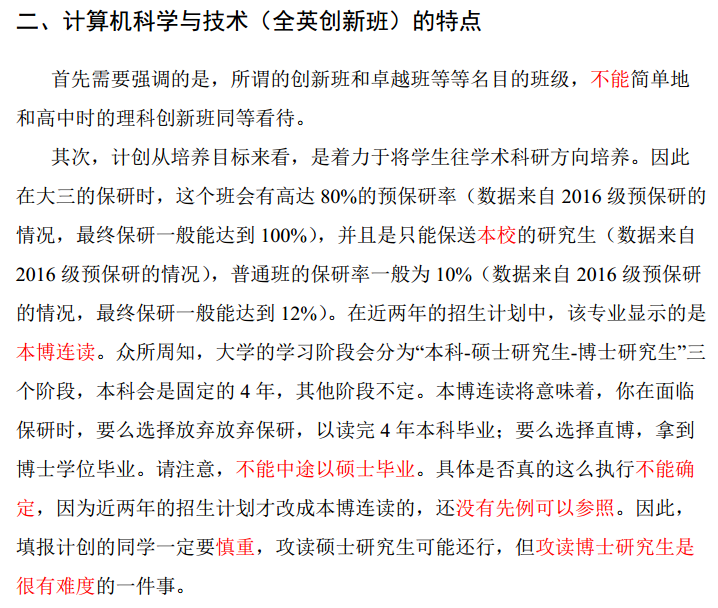 二、计算机科学与技术（全英创新班）的特点
首先需要强调的是，所谓的创新班和卓越班等等名目的班级，不能简单地
和高中时的理科创新班同等看待。
其次，计创从培养目标来看，是着力于将学生往学术科研方向培养。因此
在大三的保研时，这个班会有高达 80%的预保研率（数据来自 2016 级预保研的
情况，最终保研一般能达到 100%），并且是只能保送本校的研究生（数据来自
2016 级预保研的情况），普通班的保研率一般为 10%（数据来自 2016 级预保研
的情况，最终保研一般能达到 12%）。在近两年的招生计划中，该专业显示的是
本博连读。众所周知，大学的学习阶段会分为“本科-硕士研究生-博士研究生”三
个阶段，本科会是固定的 4 年，其他阶段不定。本博连读将意味着，你在面临
保研时，要么选择放弃放弃保研，以读完 4 年本科毕业；要么选择直博，拿到
博士学位毕业。请注意，不能中途以硕士毕业。具体是否真的这么执行不能确
定，因为近两年的招生计划才改成本博连读的，还没有先例可以参照。因此，
填报计创的同学一定要慎重，攻读硕士研究生可能还行，但攻读博士研究生是
很有难度的一件事。